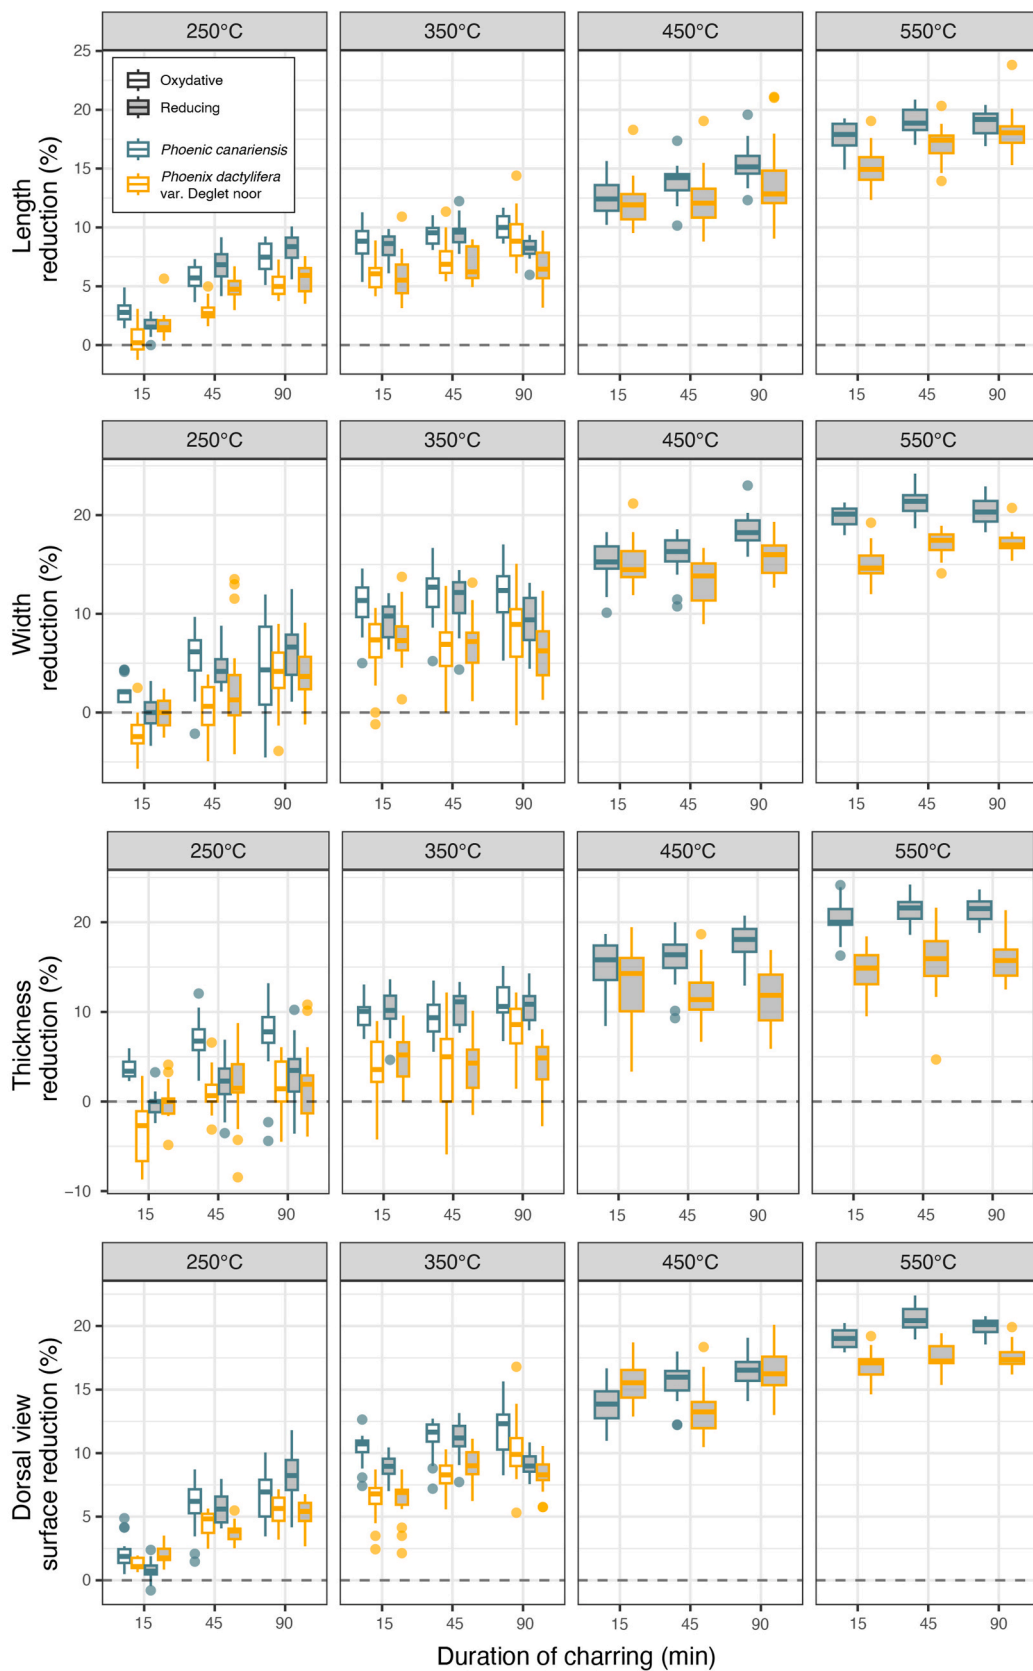 250°C 350°C 450°C 550°C
Length
reduction (%)
25
20
15
10
5
0
Oxydative
Reducing
Phoenic canariensis
Phoenix dactylifera
var. Deglet noor
15 45 90 15 45 90 15 45 90 15 45 90
250°C 350°C 450°C 550°C
Width
reduction (%)
20
10
0
15 45 90 15 45 90 15 45 90 15 45 90
250°C 350°C 450°C 550°C
Thickness
reduction (%)
20
10
0
−10
15 45 90 15 45 90 15 45 90 15 45 90
250°C 350°C 450°C 550°C
Dorsal view
surface reduction (%)
20
15
10
5
0
15 45 90 15 45 90 15 45 90 15 45 90
Duration of charring (min)